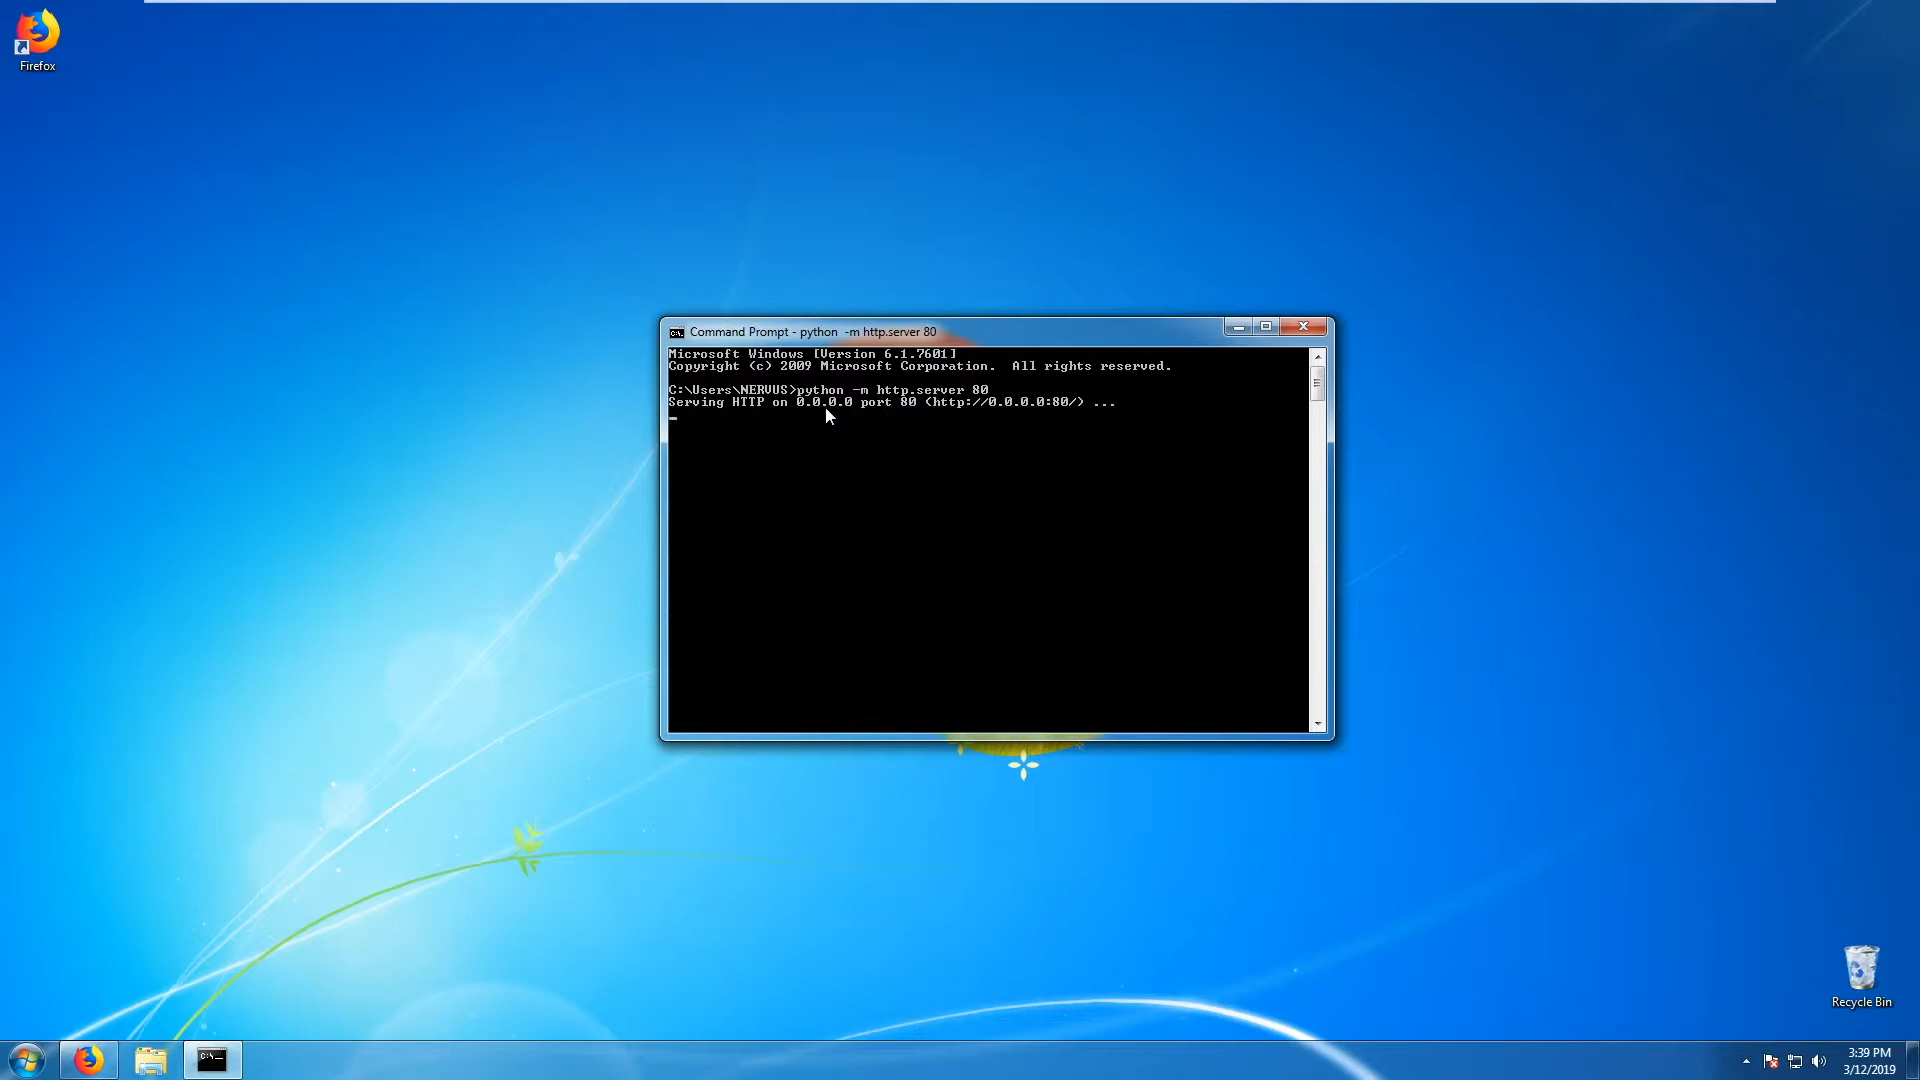 Firefox
Command Prompt - python  -m http.server 80
Microsoft Windows [Version 6.1.7601]
Copyright (c) 2009 Microsoft Corporation.  All rights reserved.
C:\Users\NERVUS>python -m http.server 80
Serving HTTP on 0.0.0.0 port 80 (http://0.0.0.0:80/) ...
Recycle Bin
3:39 PM
3/12/2019